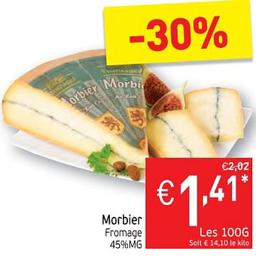 -30%
Morbier
Morbier
€2,02
€1,41*
Les 100G
Soit € 14,10 le kilo
Morbier
Fromage
45%MG